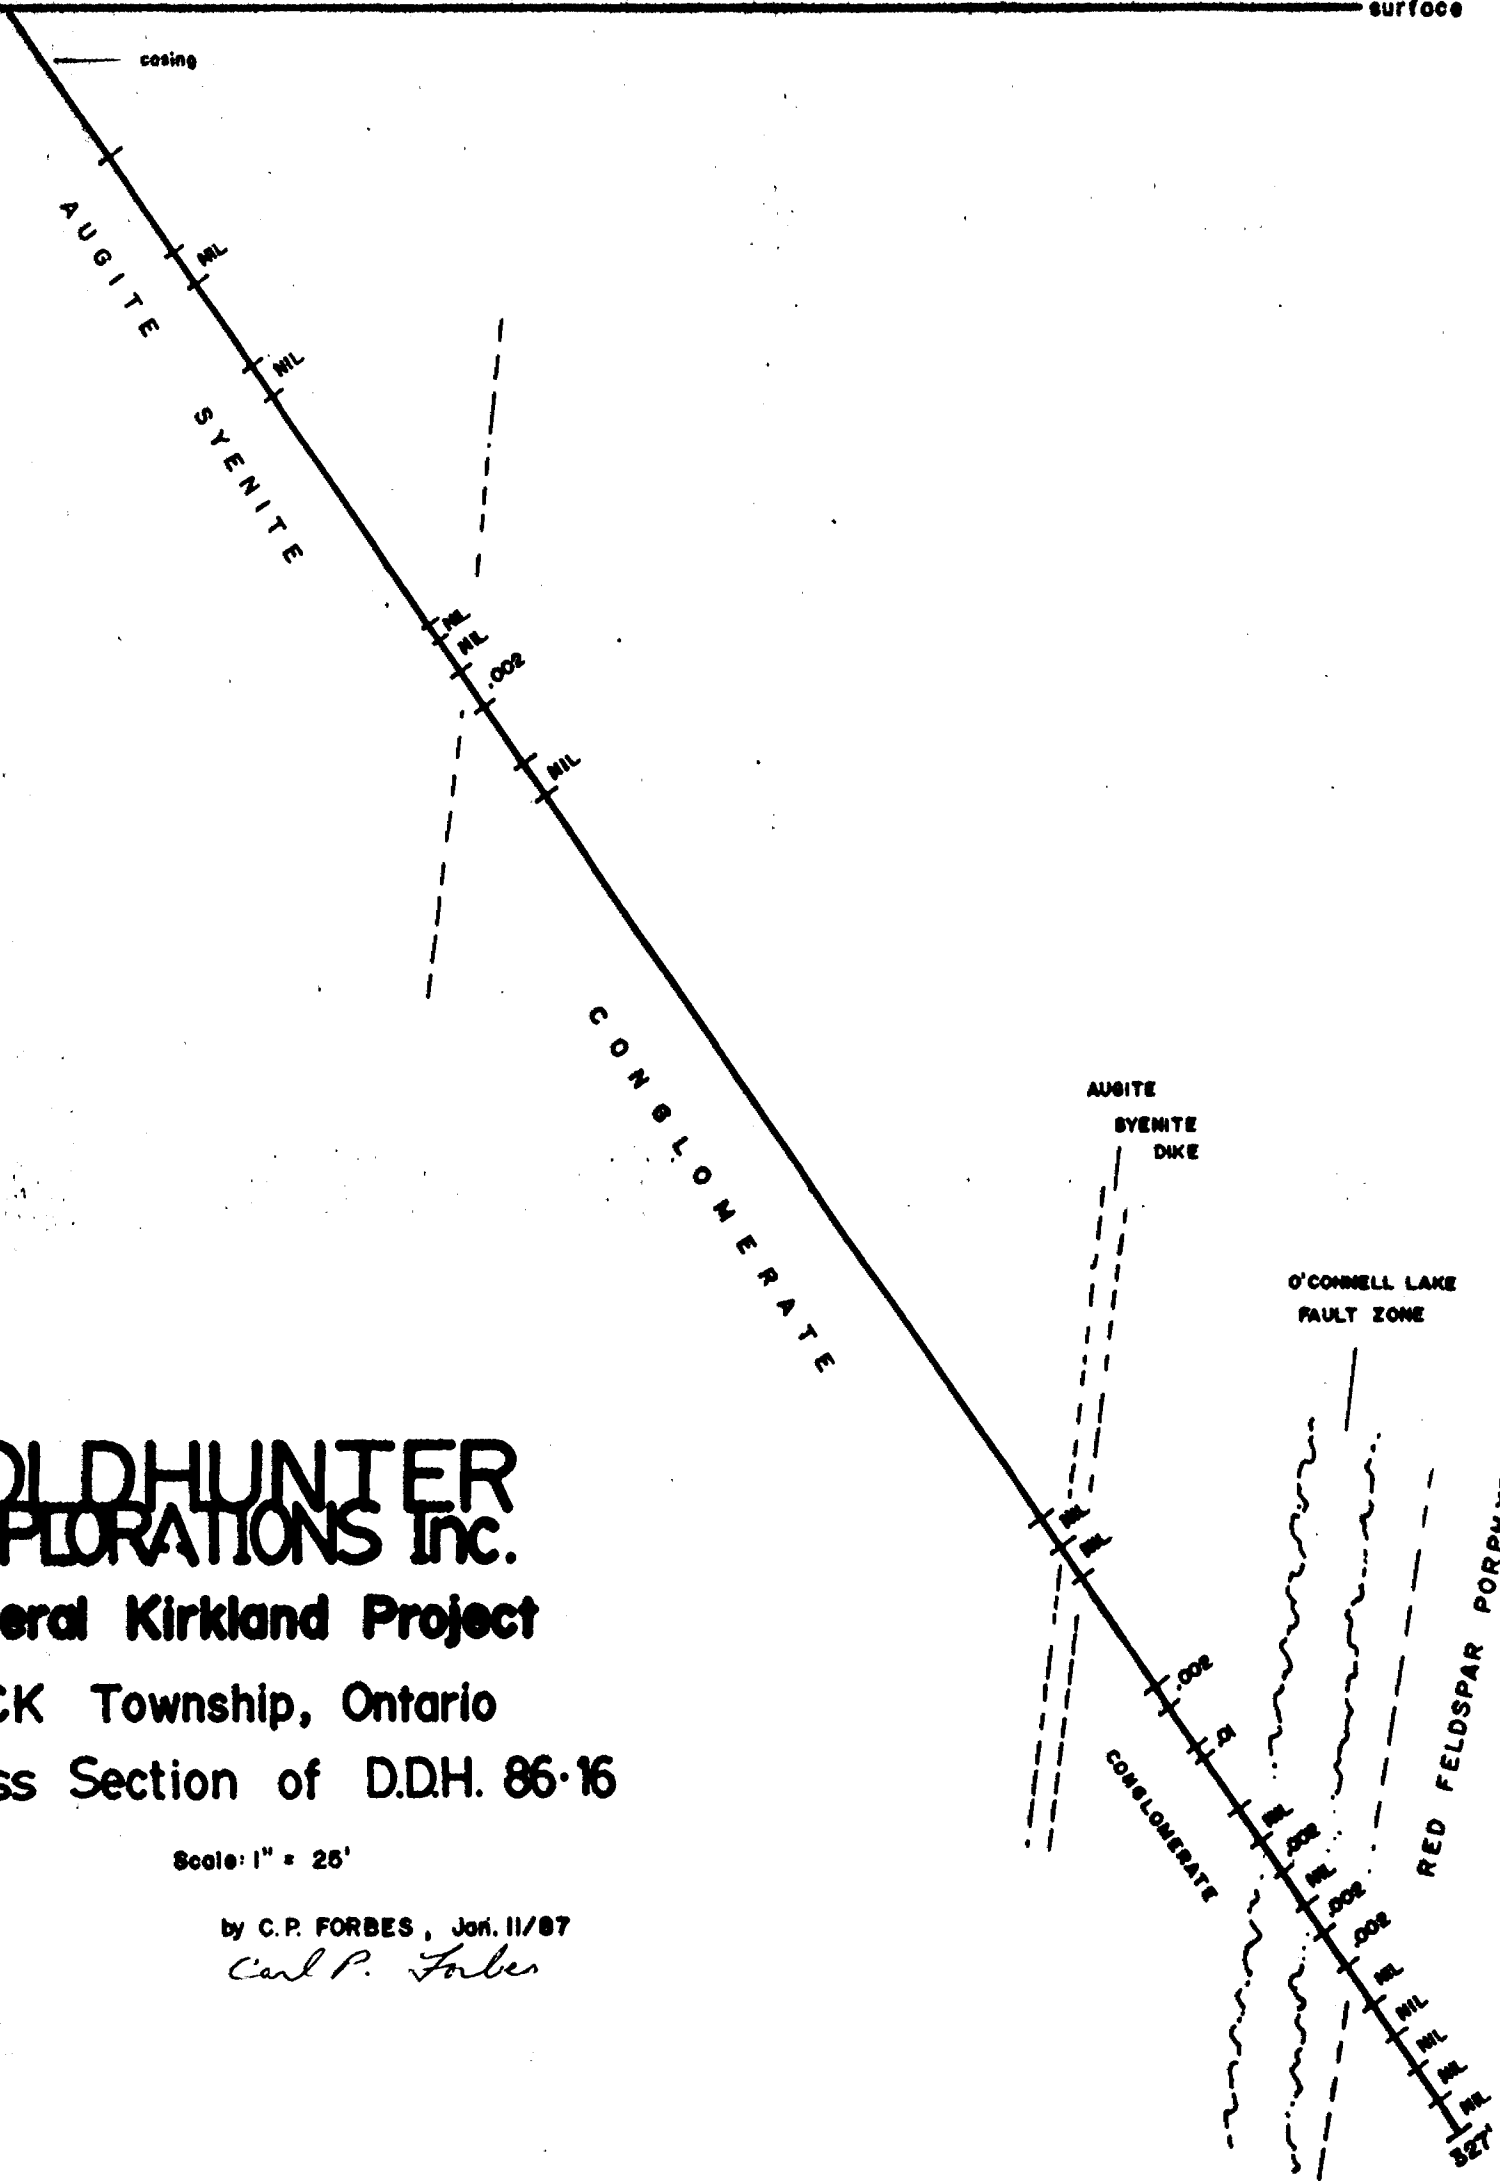 surface
casing
AUGITE SYENITE
NIL
NIL
NIL
NIL
.002
NIL
CONGLOMERATE
AUGITE
SYENITE
DIKE
O'CONNELL LAKE
FAULT ZONE
NIL
NIL
.002
.01
NIL
.002
NIL
.002
.002
NIL
NIL
NIL
NIL
NIL
327'
CONGLOMERATE
RED FELDSPAR PORPHY
OLDHUNTER
PLORATIONS Inc.
eral Kirkland Project
CK Township, Ontario
ss Section of D.D.H. 86·16
Scale: 1" = 25'
by C.P. FORBES, Jan. 11/87
Carl P. Forbes